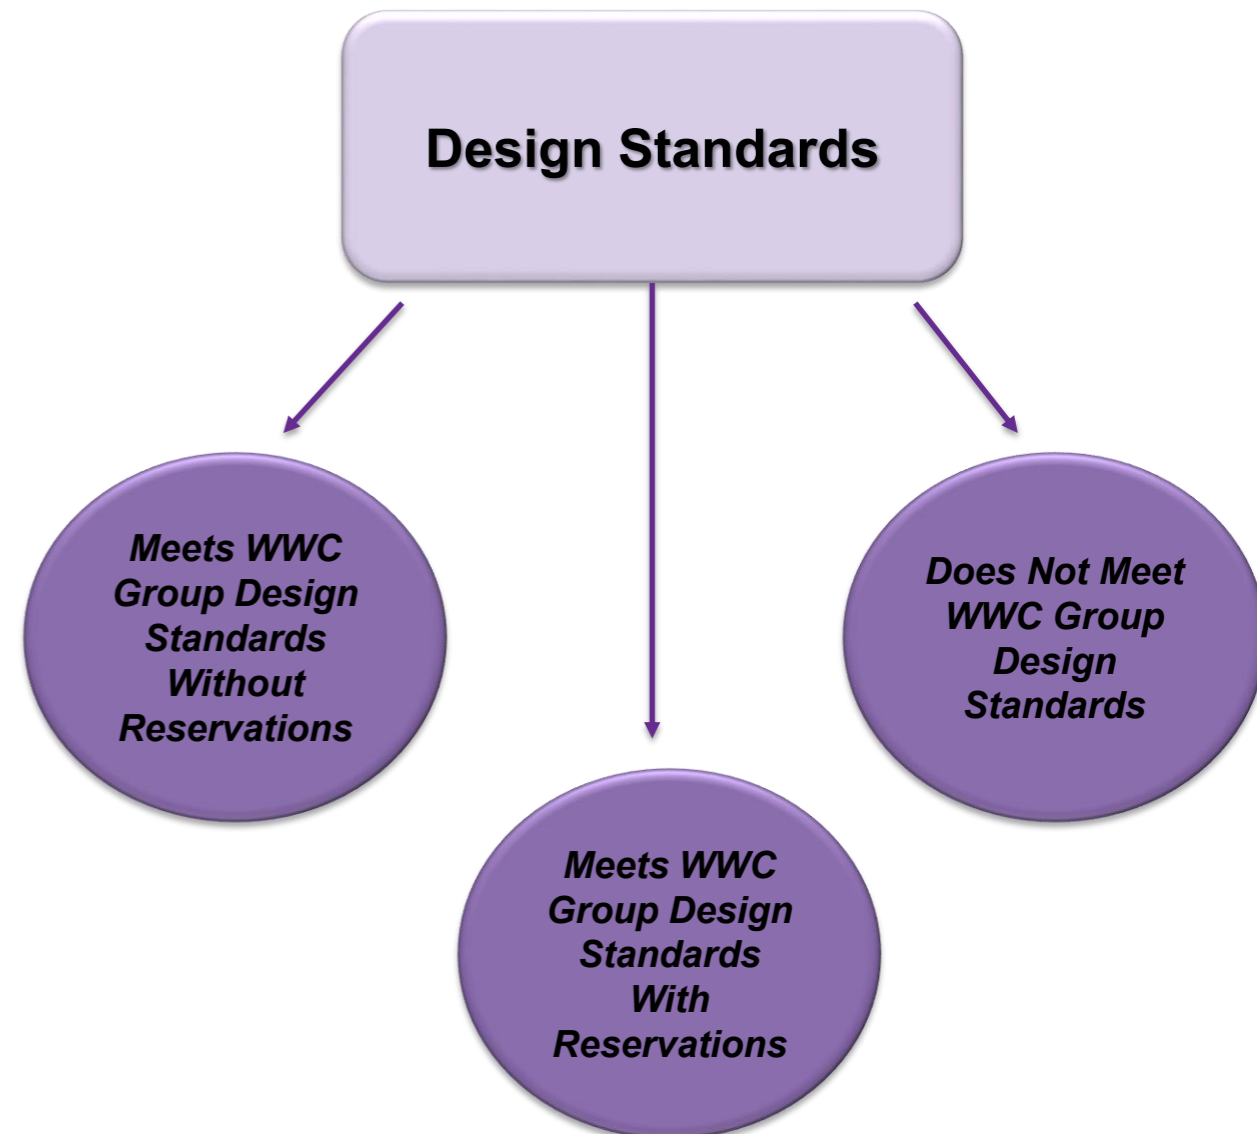 Design Standards
Meets WWC
Group Design
Standards
Without
Reservations
Does Not Meet
WWC Group
Design
Standards
Meets WWC
Group Design
Standards
With
Reservations